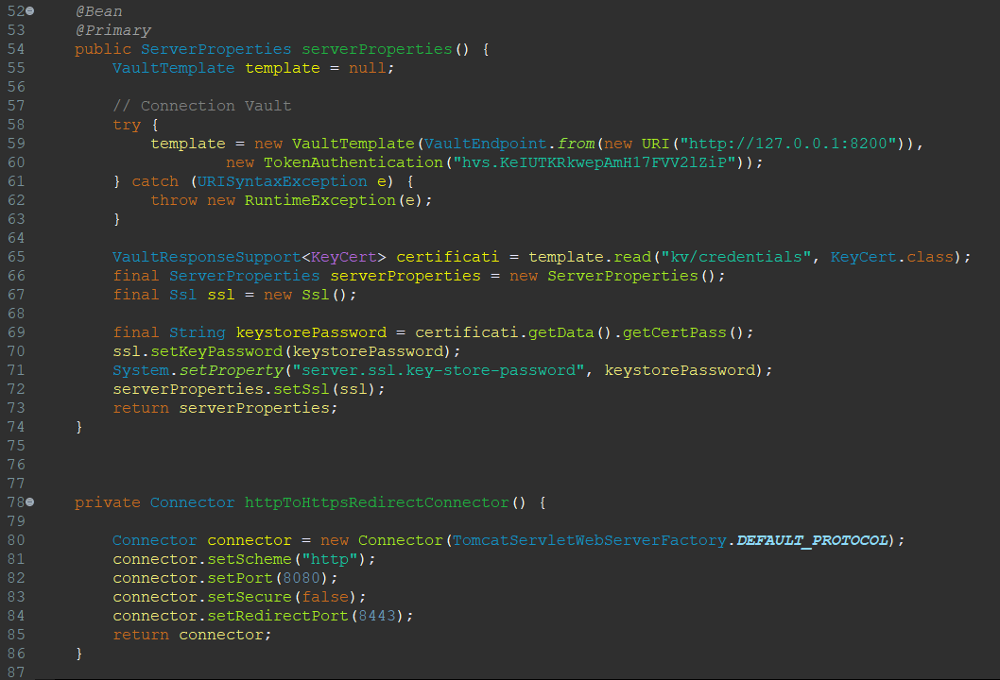 52 @Bean
53 @Primary
54 public ServerProperties serverProperties() {
55 VaultTemplate template = null;
56
57 // Connection Vault
58 try {
59 template = new VaultTemplate(VaultEndpoint.from(new URI("http://127.0.0.1:8200")),
60 new TokenAuthentication("hvs.KeIUTKRkwepAmH17FVV2lZiP"));
61 } catch (URISyntaxException e) {
62 throw new RuntimeException(e);
63 }
64
65 VaultResponseSupport<KeyCert> certificati = template.read("kv/credentials", KeyCert.class);
66 final ServerProperties serverProperties = new ServerProperties();
67 final Ssl ssl = new Ssl();
68
69 final String keystorePassword = certificati.getData().getCertPass();
70 ssl.setKeyPassword(keystorePassword);
71 System.setProperty("server.ssl.key-store-password", keystorePassword);
72 serverProperties.setSsl(ssl);
73 return serverProperties;
74 }
75
76
77
78 private Connector httpToHttpsRedirectConnector() {
79
80 Connector connector = new Connector(TomcatServletWebServerFactory.DEFAULT_PROTOCOL);
81 connector.setScheme("http");
82 connector.setPort(8080);
83 connector.setSecure(false);
84 connector.setRedirectPort(8443);
85 return connector;
86 }
87